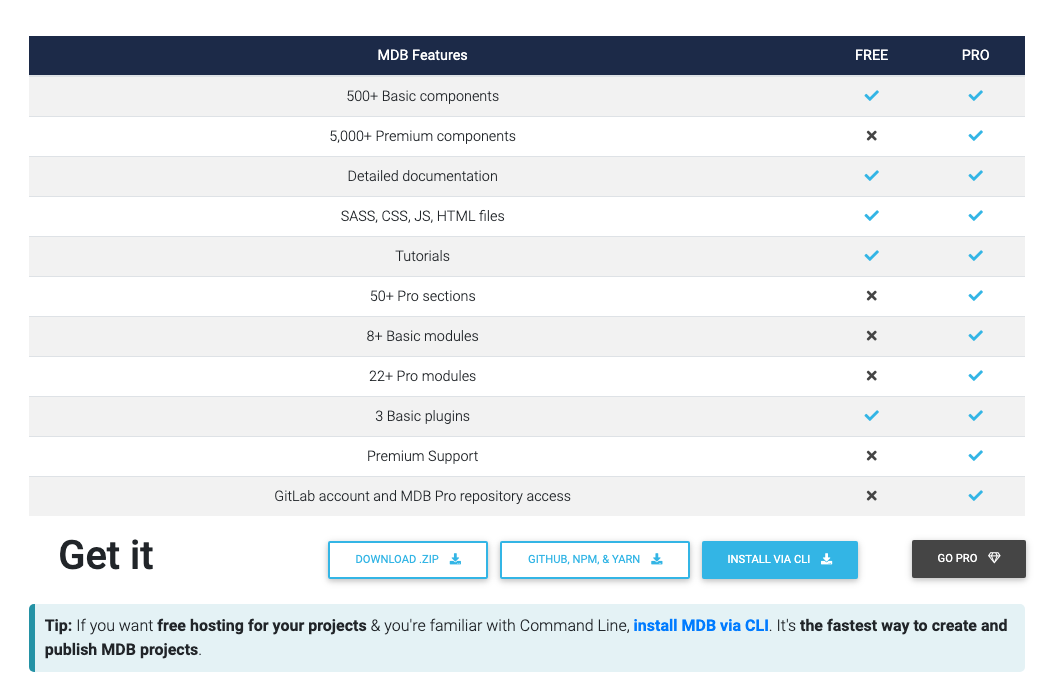 MDB Features FREE PRO
500+ Basic components
5,000+ Premium components
Detailed documentation
SASS, CSS, JS, HTML files
Tutorials
50+ Pro sections
8+ Basic modules
22+ Pro modules
3 Basic plugins
Premium Support
GitLab account and MDB Pro repository access
Get it DOWNLOAD .ZIP GITHUB, NPM, & YARN INSTALL VIA CLI GO PRO
Tip: If you want free hosting for your projects & you're familiar with Command Line, install MDB via CLI. It's the fastest way to create and
publish MDB projects.